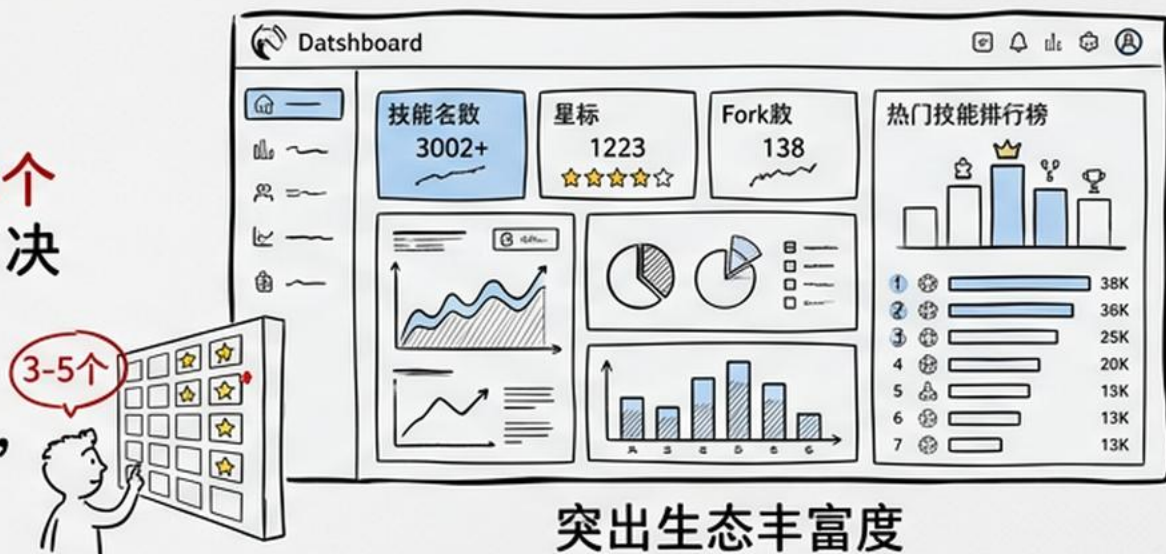 Datshboard
个
决
,
3-5个
技能名数
3002+
星标
1223
Fork数
138
热门技能排行榜
1 38K
2 36K
3 25K
4 20K
5 13K
6 13K
7 13K
突出生态丰富度